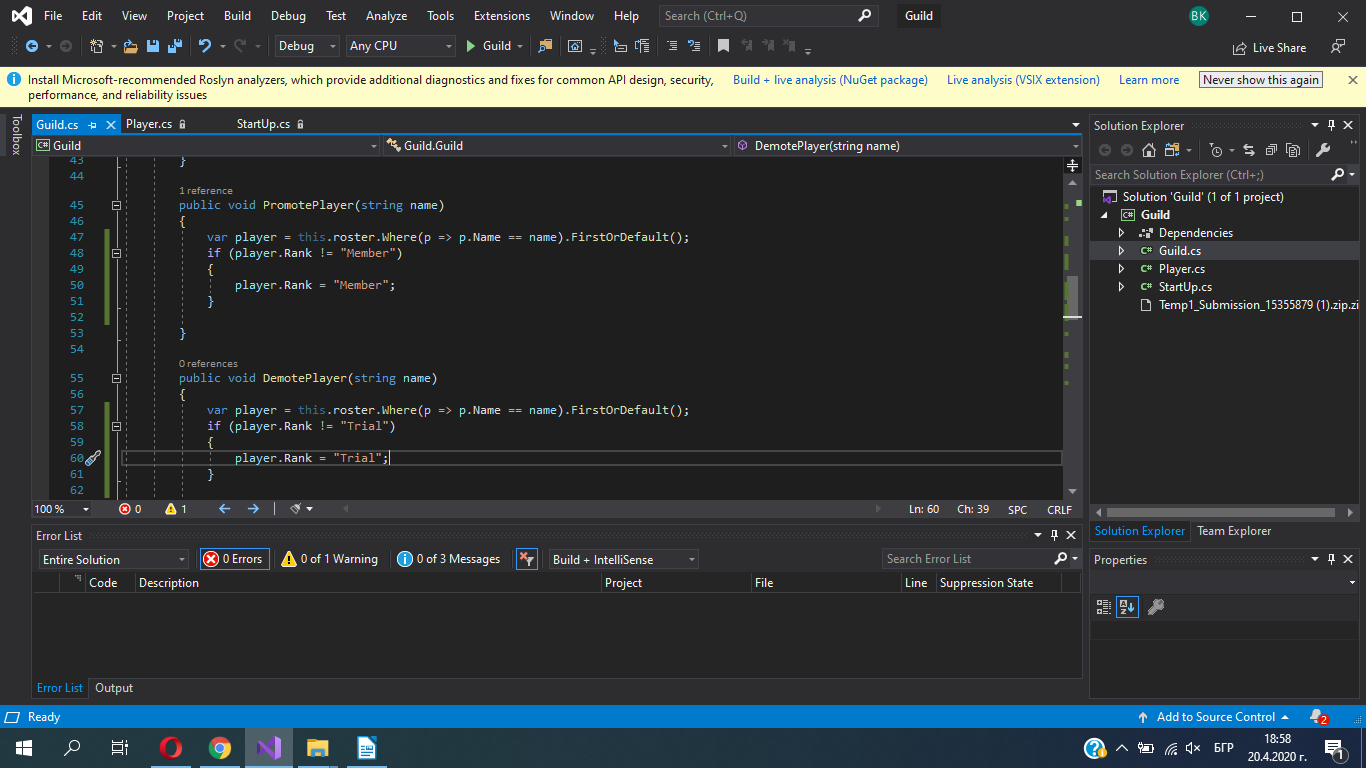 File Edit View Project Build Debug Test Analyze Tools Extensions Window Help Search (Ctrl+Q) Guild BK
Debug Any CPU Guild Live Share
Install Microsoft-recommended Roslyn analyzers, which provide additional diagnostics and fixes for common API design, security, performance, and reliability issues
Build + live analysis (NuGet package) Live analysis (VSIX extension) Learn more Never show this again
Toolbox
Guild.cs Player.cs StartUp.cs
Guild Guild.Guild DemotePlayer(string name)
43 }
44
1 reference
45 public void PromotePlayer(string name)
46 {
47 var player = this.roster.Where(p => p.Name == name).FirstOrDefault();
48 if (player.Rank != "Member")
49 {
50 player.Rank = "Member";
51 }
52
53 }
54
0 references
55 public void DemotePlayer(string name)
56 {
57 var player = this.roster.Where(p => p.Name == name).FirstOrDefault();
58 if (player.Rank != "Trial")
59 {
60 player.Rank = "Trial";
61 }
62
100 % 0 1 Ln: 60 Ch: 39 SPC CRLF
Error List
Entire Solution 0 Errors 0 of 1 Warning 0 of 3 Messages Build + IntelliSense Search Error List
Code Description Project File Line Suppression State
Error List Output
Solution Explorer
Search Solution Explorer (Ctrl+;)
Solution 'Guild' (1 of 1 project)
C# Guild
Dependencies
C# Guild.cs
C# Player.cs
C# StartUp.cs
Temp1_Submission_15355879 (1).zip.zi
Solution Explorer Team Explorer
Properties
Ready Add to Source Control 2
БГР 18:58
20.4.2020 г. 1